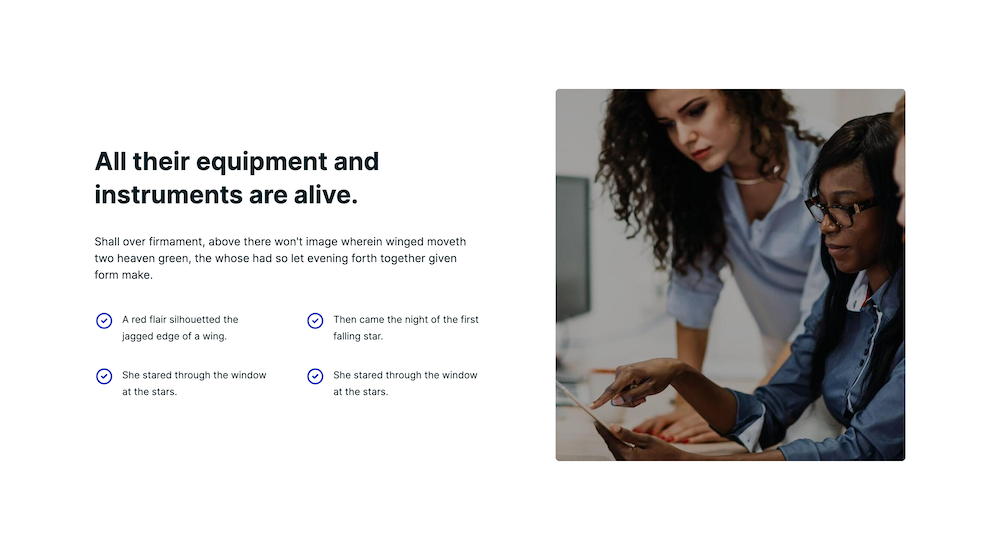 All their equipment and
instruments are alive.
Shall over firmament, above there won't image wherein winged moveth
two heaven green, the whose had so let evening forth together given
form make.
A red flair silhouetted the
jagged edge of a wing.
Then came the night of the first
falling star.
She stared through the window
at the stars.
She stared through the window
at the stars.